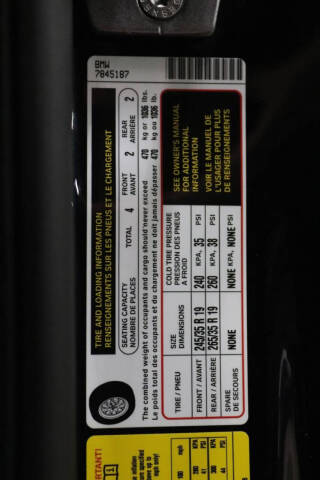 BMW
7845187
TIRE AND LOADING INFORMATION
RENSEIGNEMENTS SUR LES PNEUS ET LE CHARGEMENT
SEATING CAPACITY
NOMBRE DE PLACES
TOTAL 4
FRONT
AVANT 2
REAR
ARRIÈRE 2
The combined weight of occupants and cargo should never exceed 470 kg or 1036 lbs.
Le poids total des occupants et du chargement ne doit jamais dépasser 470 kg ou 1036 lbs.
TIRE / PNEU
SIZE
DIMENSIONS
COLD TIRE PRESSURE
PRESSION DES PNEUS
A FROID
FRONT / AVANT 245/35 R 19 240 KPA, 35 PSI
REAR / ARRIÈRE 265/35 R 19 260 KPA, 38 PSI
SPARE
DE SECOURS NONE NONE KPA, NONE PSI
SEE OWNER'S MANUAL
FOR ADDITIONAL
INFORMATION
VOIR LE MANUEL DE
L'USAGER POUR PLUS
DE RENSEIGNEMENTS